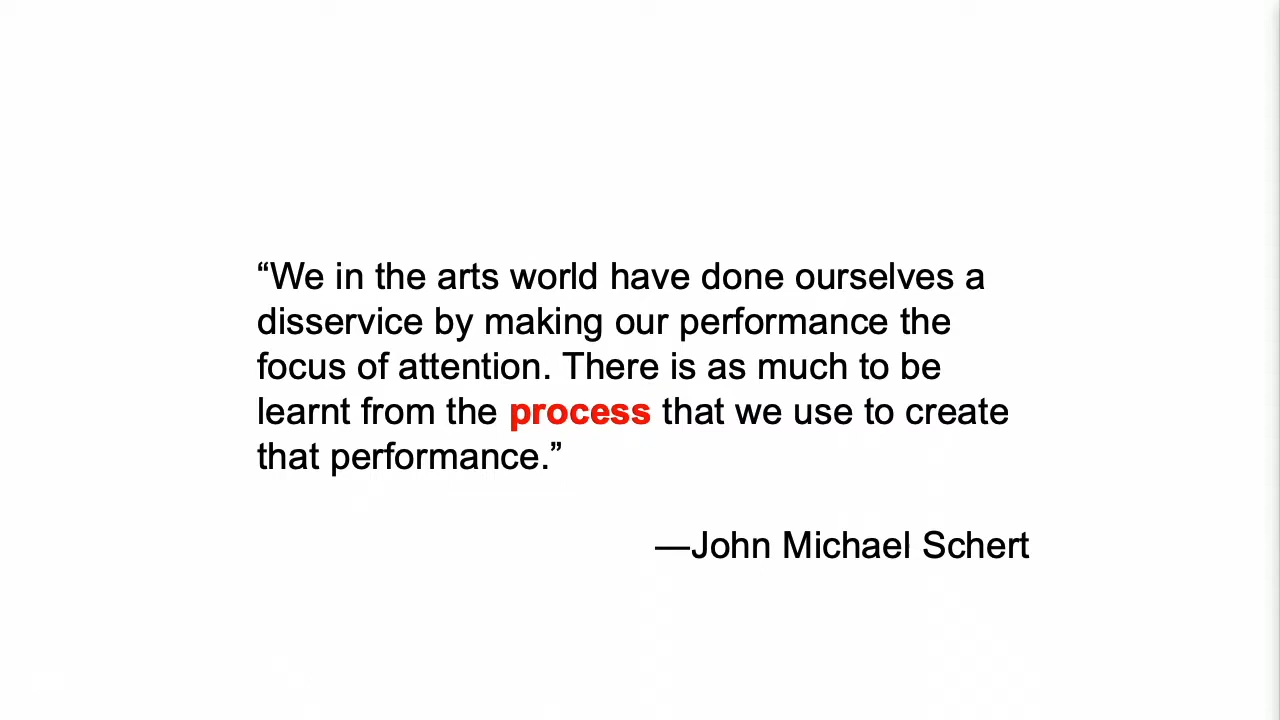 “We in the arts world have done ourselves a
disservice by making our performance the
focus of attention. There is as much to be
learnt from the process that we use to create
that performance.”
—John Michael Schert